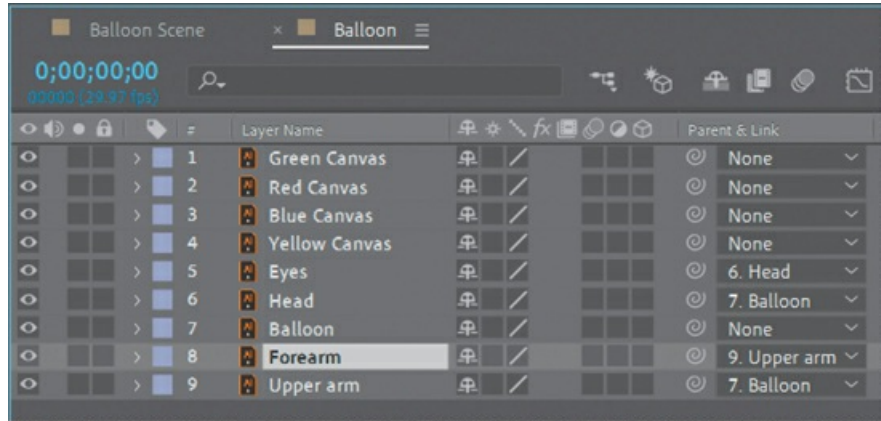 Balloon Scene × Balloon
0;00;00;00
00000 (29.97 fps)
# Layer Name fx Parent & Link
1 Green Canvas None
2 Red Canvas None
3 Blue Canvas None
4 Yellow Canvas None
5 Eyes 6. Head
6 Head 7. Balloon
7 Balloon None
8 Forearm 9. Upper arm
9 Upper arm 7. Balloon